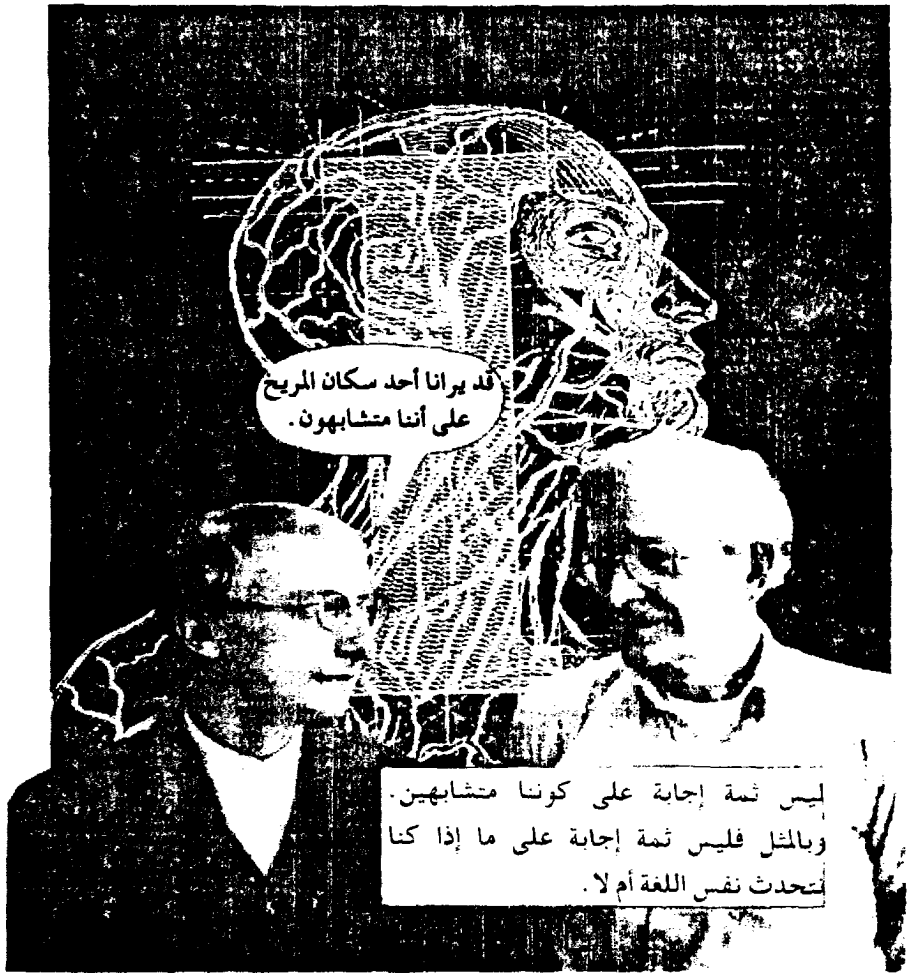 قد يرانا أحد سكان المريخ
على أننا متشابهون.
ليس ثمة إجابة على كوننا متشابهين.
وبالمثل فليس ثمة إجابة على ما إذا كنا
نتحدث نفس اللغة أم لا.